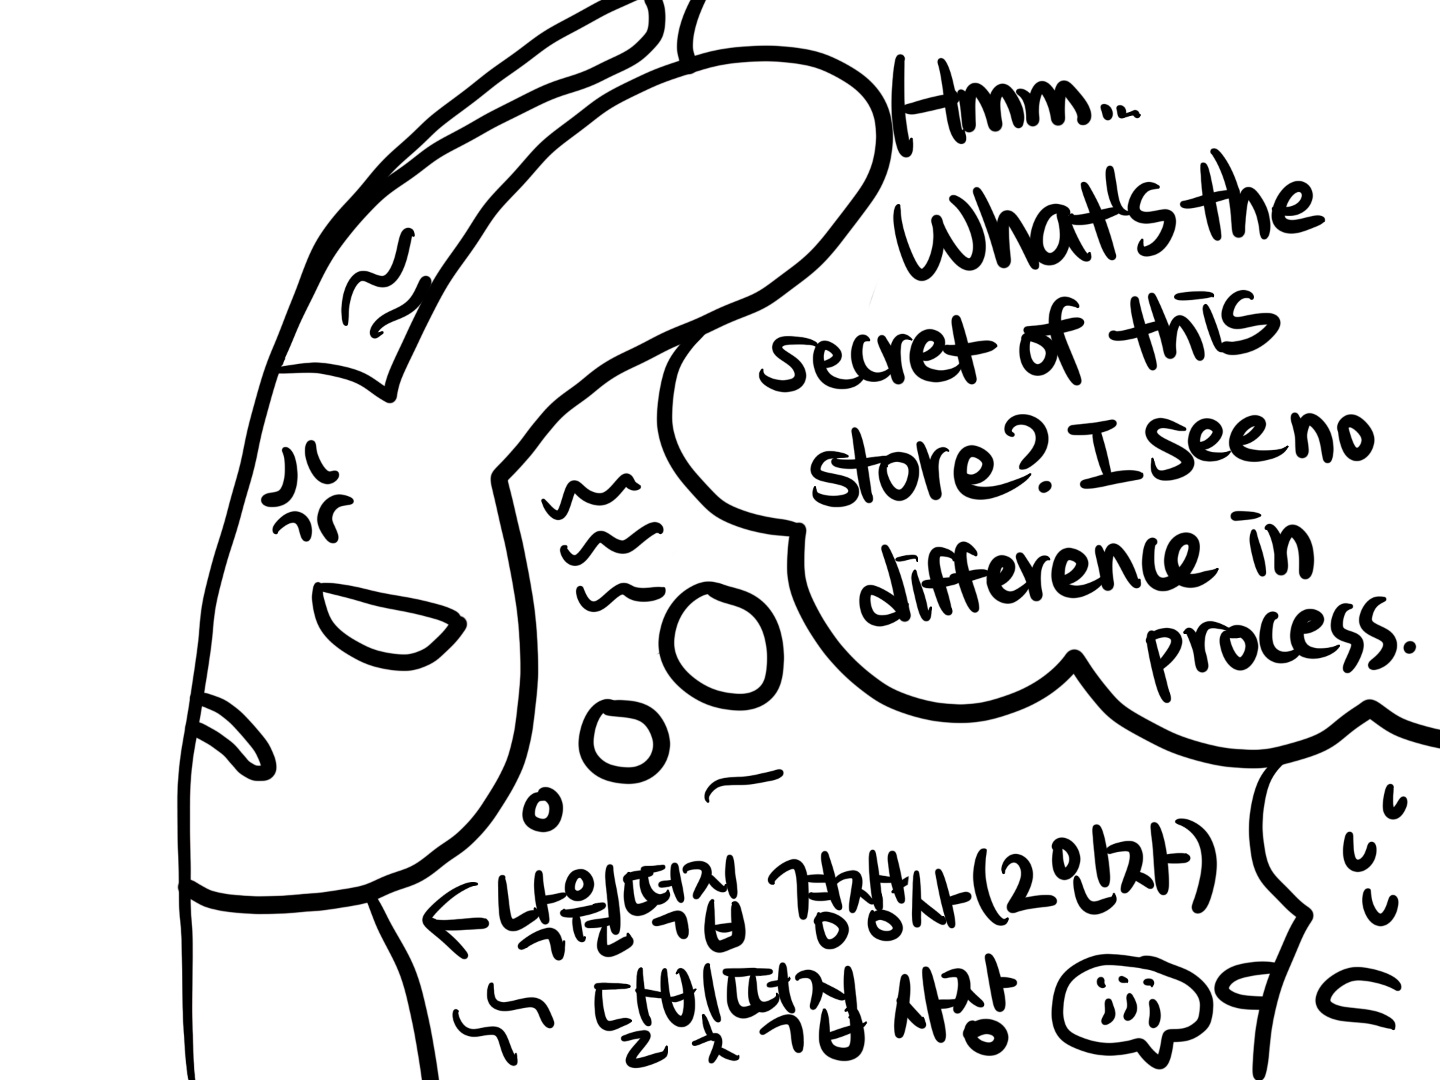 Hmm...
What's the
secret of this
store? I see no
difference in
process.
←낙원떡집 경쟁사(2인자)
달빛떡집 사장